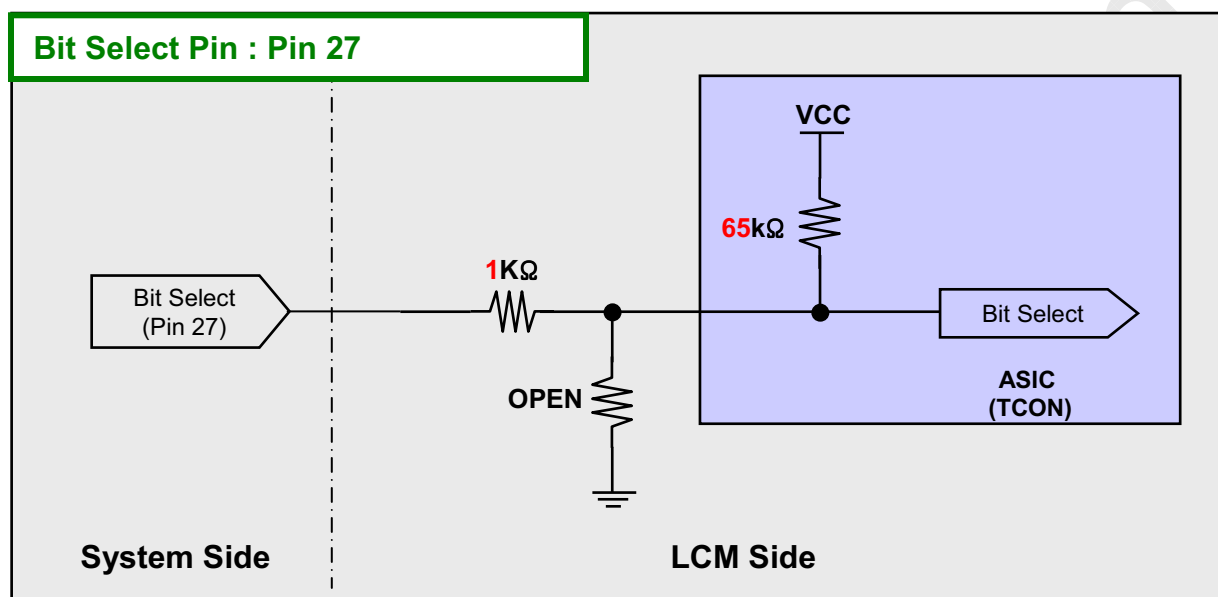 Bit Select Pin : Pin 27
VCC
65kΩ
1KΩ
Bit Select
(Pin 27)
Bit Select
OPEN
ASIC
(TCON)
System Side
LCM Side